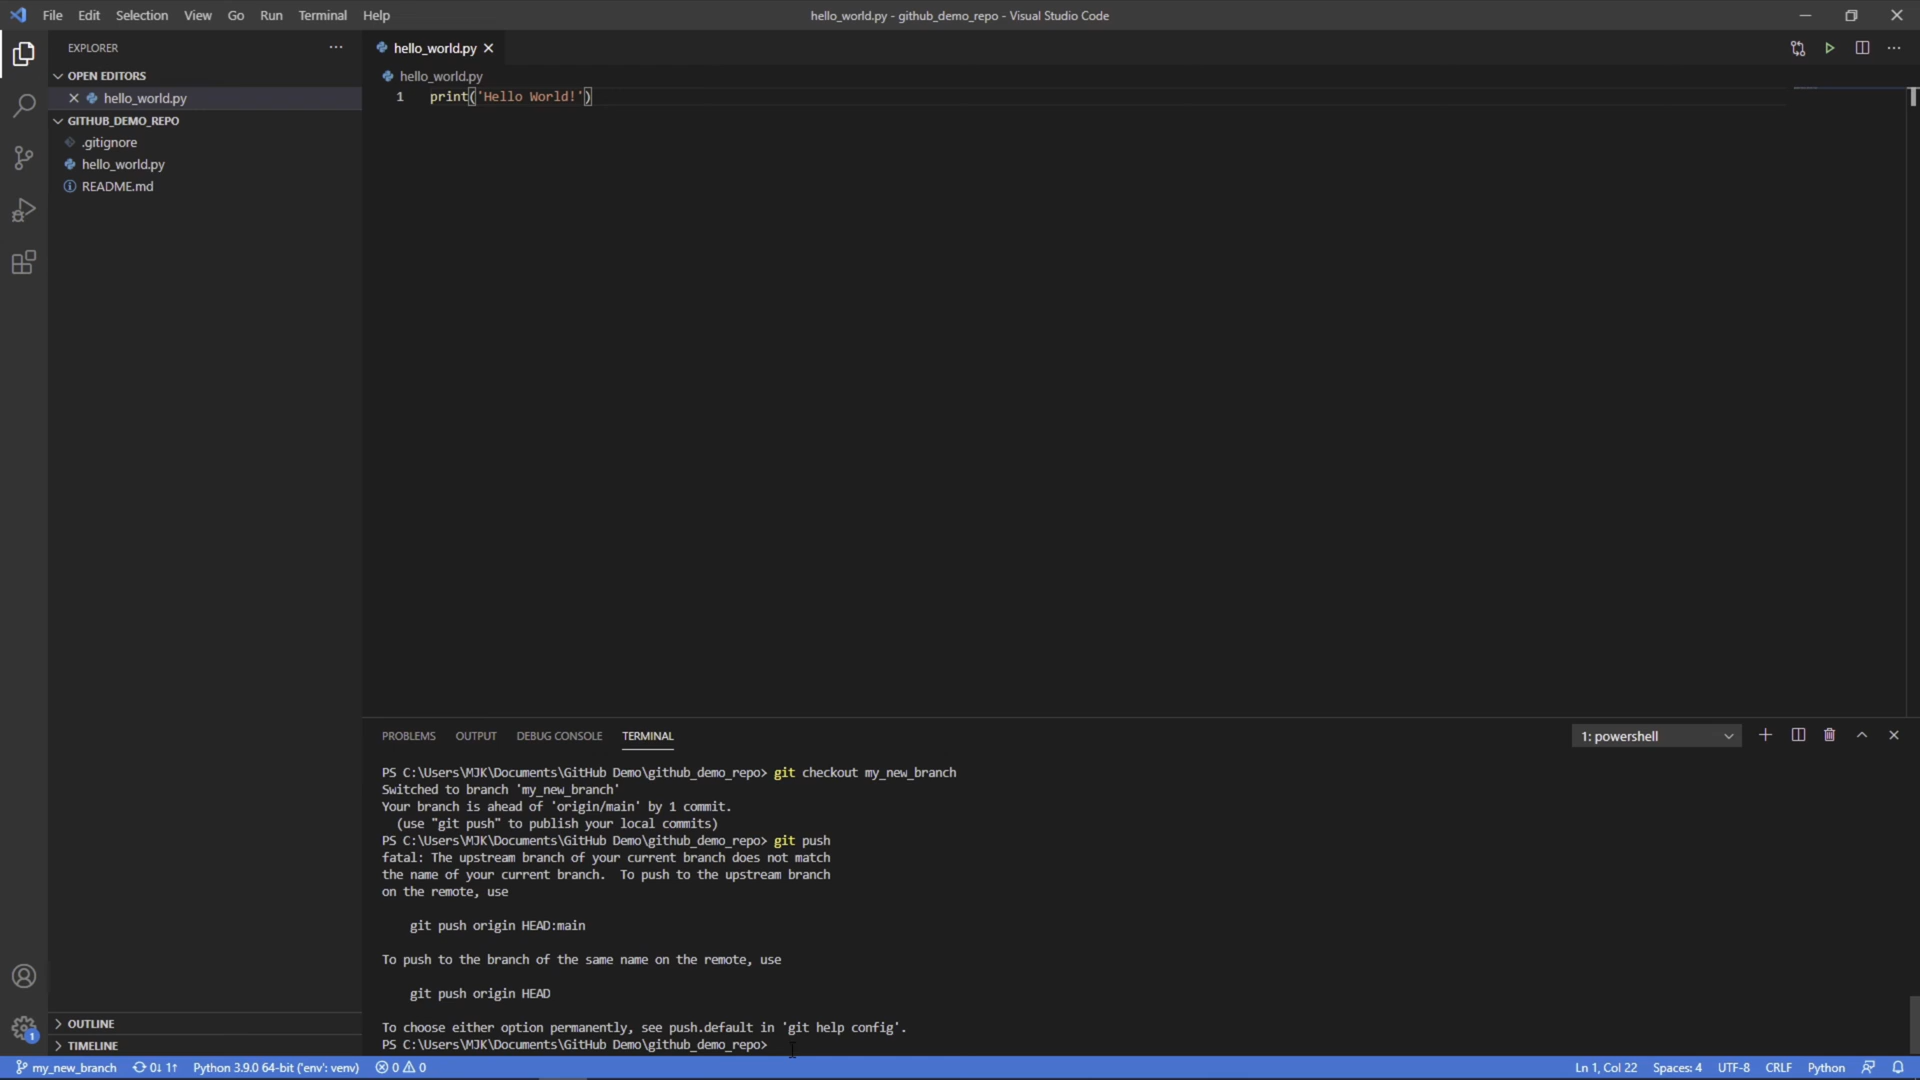 File Edit Selection View Go Run Terminal Help
hello_world.py - github_demo_repo - Visual Studio Code
EXPLORER
OPEN EDITORS
hello_world.py
GITHUB_DEMO_REPO
.gitignore
hello_world.py
README.md
OUTLINE
TIMELINE
hello_world.py
hello_world.py
1 print('Hello World!')
PROBLEMS OUTPUT DEBUG CONSOLE TERMINAL
1: powershell
PS C:\Users\MJK\Documents\GitHub Demo\github_demo_repo> git checkout my_new_branch
Switched to branch 'my_new_branch'
Your branch is ahead of 'origin/main' by 1 commit.
(use "git push" to publish your local commits)
PS C:\Users\MJK\Documents\GitHub Demo\github_demo_repo> git push
fatal: The upstream branch of your current branch does not match
the name of your current branch.  To push to the upstream branch
on the remote, use
git push origin HEAD:main
To push to the branch of the same name on the remote, use
git push origin HEAD
To choose either option permanently, see push.default in 'git help config'.
PS C:\Users\MJK\Documents\GitHub Demo\github_demo_repo>
1
my_new_branch 0↓ 1↑ Python 3.9.0 64-bit ('env': venv) 0 0 Ln 1, Col 22 Spaces: 4 UTF-8 CRLF Python